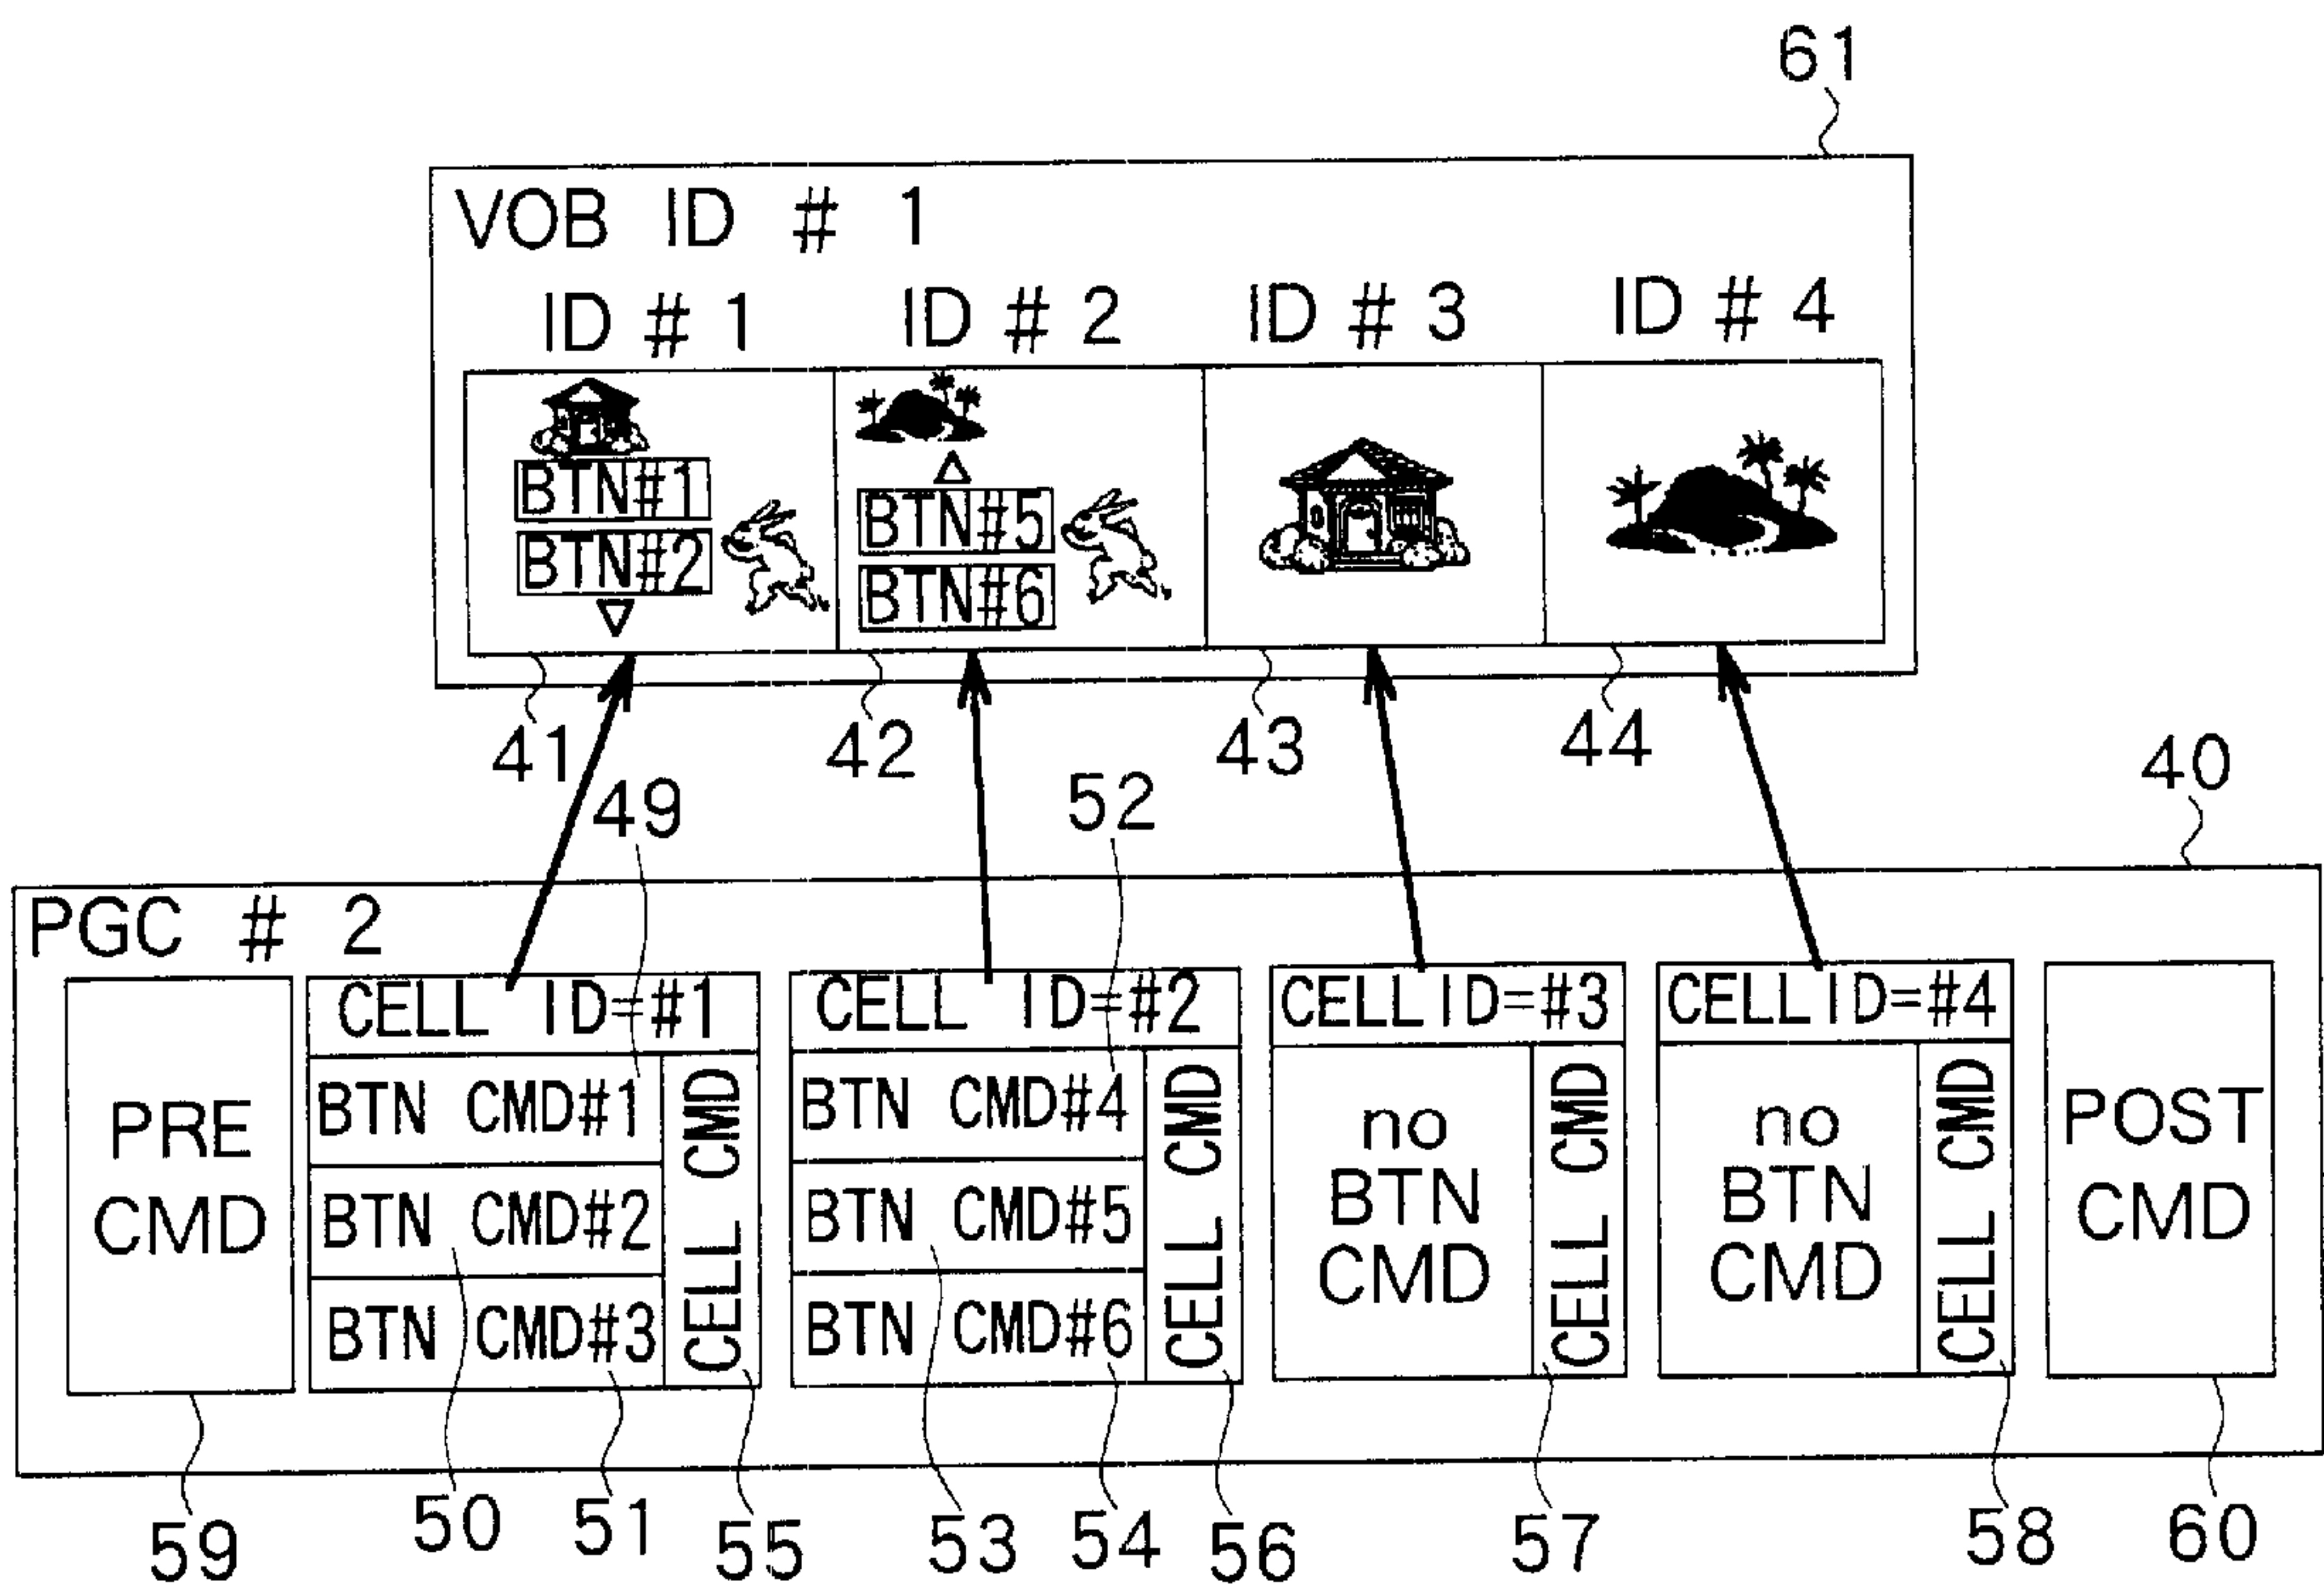 61
VOB ID # 1
ID # 1 ID # 2 ID # 3 ID # 4
BTN#1
BTN#2
BTN#5
BTN#6
41 42 43 44
49 52 40
PGC # 2
PRE
CMD
CELL ID=#1
BTN CMD#1
BTN CMD#2
BTN CMD#3
CELL CMD
CELL ID=#2
BTN CMD#4
BTN CMD#5
BTN CMD#6
CELL CMD
CELL ID=#3
no
BTN
CMD
CELL CMD
CELL ID=#4
no
BTN
CMD
CELL CMD
POST
CMD
59 50 51 55 53 54 56 57 58 60